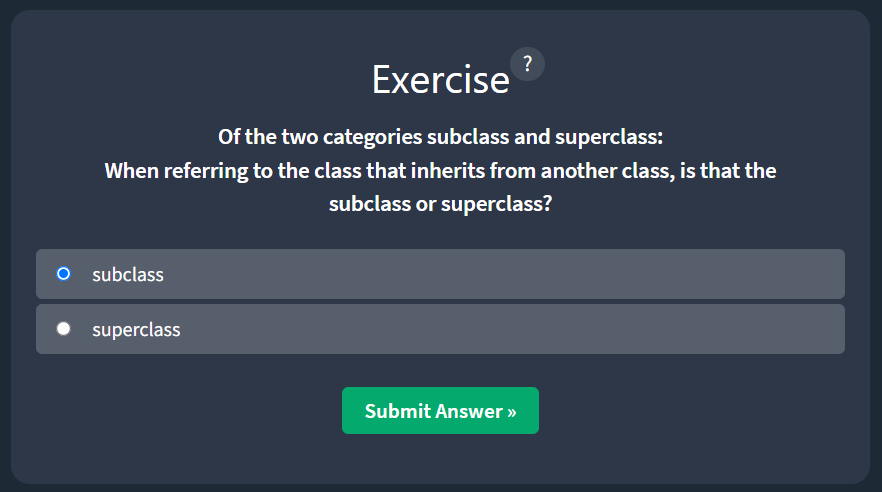 Exercise ?
Of the two categories subclass and superclass:
When referring to the class that inherits from another class, is that the
subclass or superclass?
subclass
superclass
Submit Answer »